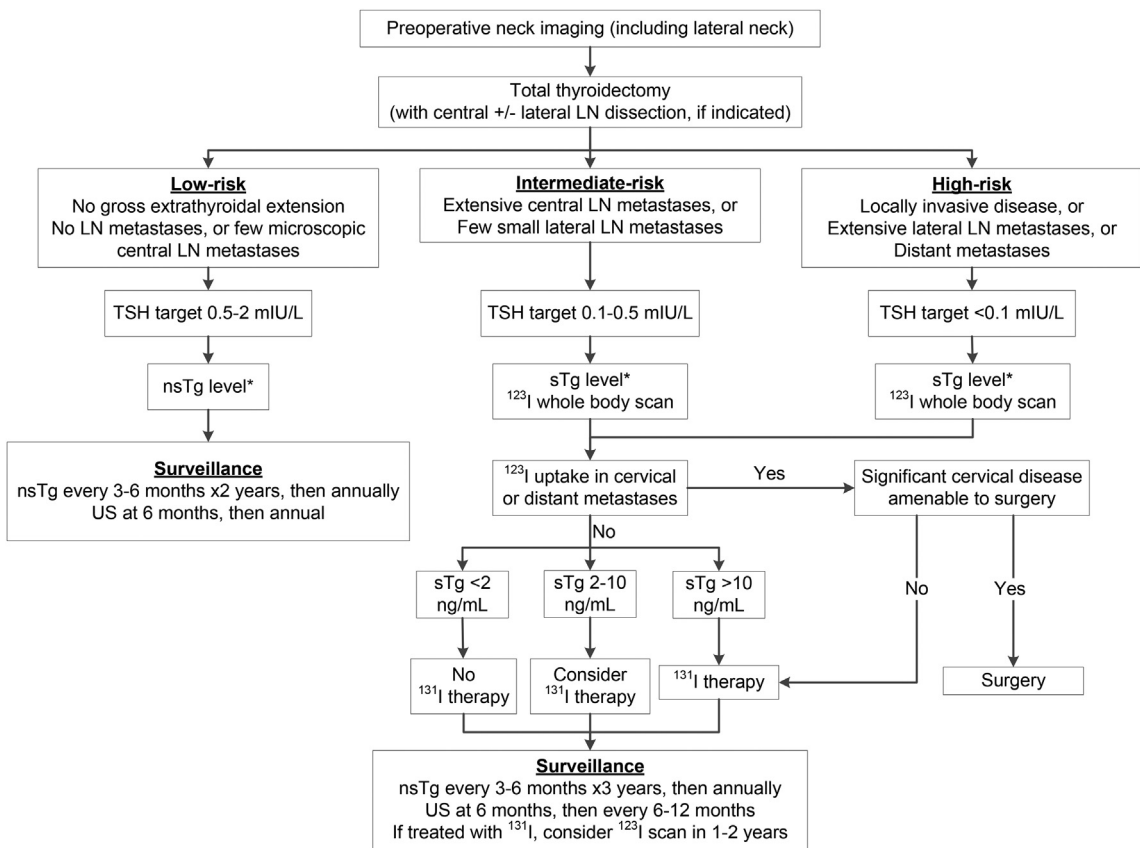 Preoperative neck imaging (including lateral neck)
Total thyroidectomy
(with central +/- lateral LN dissection, if indicated)
Low-risk
No gross extrathyroidal extension
No LN metastases, or few microscopic
central LN metastases
Intermediate-risk
Extensive central LN metastases, or
Few small lateral LN metastases
High-risk
Locally invasive disease, or
Extensive lateral LN metastases, or
Distant metastases
TSH target 0.5-2 mIU/L
TSH target 0.1-0.5 mIU/L
TSH target <0.1 mIU/L
nsTg level*
sTg level*
¹²³I whole body scan
sTg level*
¹²³I whole body scan
Surveillance
nsTg every 3-6 months x2 years, then annually
US at 6 months, then annual
¹²³I uptake in cervical
or distant metastases
Yes
Significant cervical disease
amenable to surgery
No
sTg <2
ng/mL
sTg 2-10
ng/mL
sTg >10
ng/mL
No
Yes
No
¹³¹I therapy
Consider
¹³¹I therapy
¹³¹I therapy
Surgery
Surveillance
nsTg every 3-6 months x3 years, then annually
US at 6 months, then every 6-12 months
If treated with ¹³¹I, consider ¹²³I scan in 1-2 years